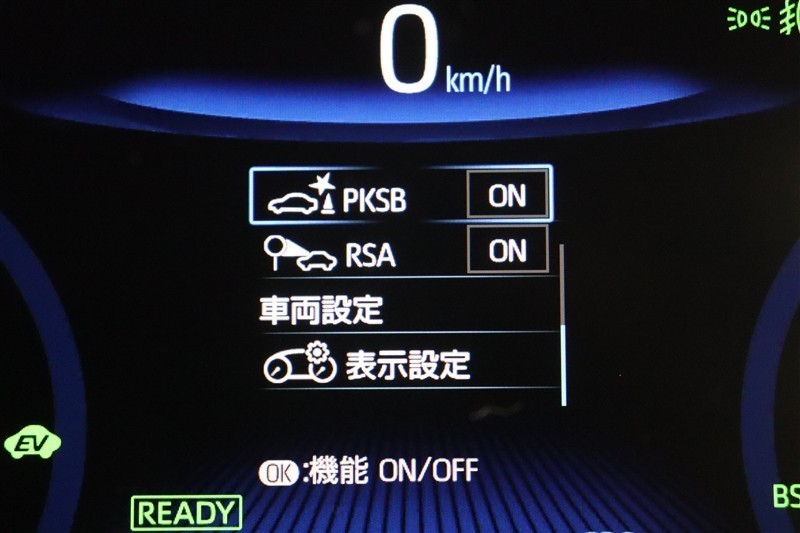 0 km/h
PKSB ON
RSA ON
車両設定
表示設定
EV
OK:機能 ON/OFF
READY